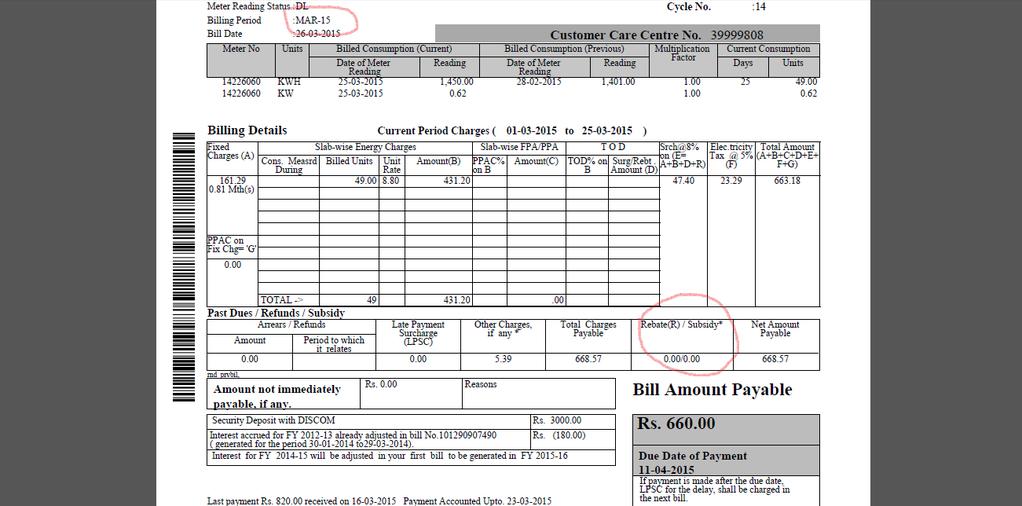 Meter Reading Status :DL
Cycle No. :14
Billing Period :MAR-15
Bill Date :26-03-2015
Customer Care Centre No. 39999808
Meter No Units Billed Consumption (Current) Billed Consumption (Previous) Multiplication Factor Current Consumption
Date of Meter Reading Reading Date of Meter Reading Reading Days Units
14226060 KWH 25-03-2015 1,450.00 28-02-2015 1,401.00 1.00 25 49.00
14226060 KW 25-03-2015 0.62 1.00 0.62
Billing Details Current Period Charges ( 01-03-2015 to 25-03-2015 )
Fixed Charges (A) Slab-wise Energy Charges Slab-wise FPA/PPA T O D Srch@8% on (E= A+B+D+R) Elec.tricity Tax @ 5% (F) Total Amount (A+B+C+D+E+ F+G)
Cons. Measrd During Billed Units Unit Rate Amount(B) PPAC% on B Amount(C) TOD% on B Surg/Rebt . Amount (D)
161.29 49.00 8.80 431.20 47.40 23.29 663.18
0.81 Mth(s)
PPAC on
Fix Chg= 'G'
0.00
TOTAL -> 49 431.20 .00
Past Dues / Refunds / Subsidy
Arrears / Refunds Late Payment Surcharge (LPSC) Other Charges, if any * Total Charges Payable Rebate(R) / Subsidy* Net Amount Payable
Amount Period to which it relates
0.00 0.00 5.39 668.57 0.00/0.00 668.57
rnd_prvbil,
Amount not immediately payable, if any. Rs. 0.00 Reasons
Bill Amount Payable
Security Deposit with DISCOM Rs. 3000.00
Interest accrued for FY 2012-13 already adjusted in bill No.101290907490 Rs. (180.00)
( generated for the period 30-01-2014 to29-03-2014).
Interest for FY 2014-15 will be adjusted in your first bill to be generated in FY 2015-16
Rs. 660.00
Due Date of Payment
11-04-2015
If payment is made after the due date,
LPSC for the delay, shall be charged in
the next bill.
Last payment Rs. 820.00 received on 16-03-2015 Payment Accounted Upto. 23-03-2015